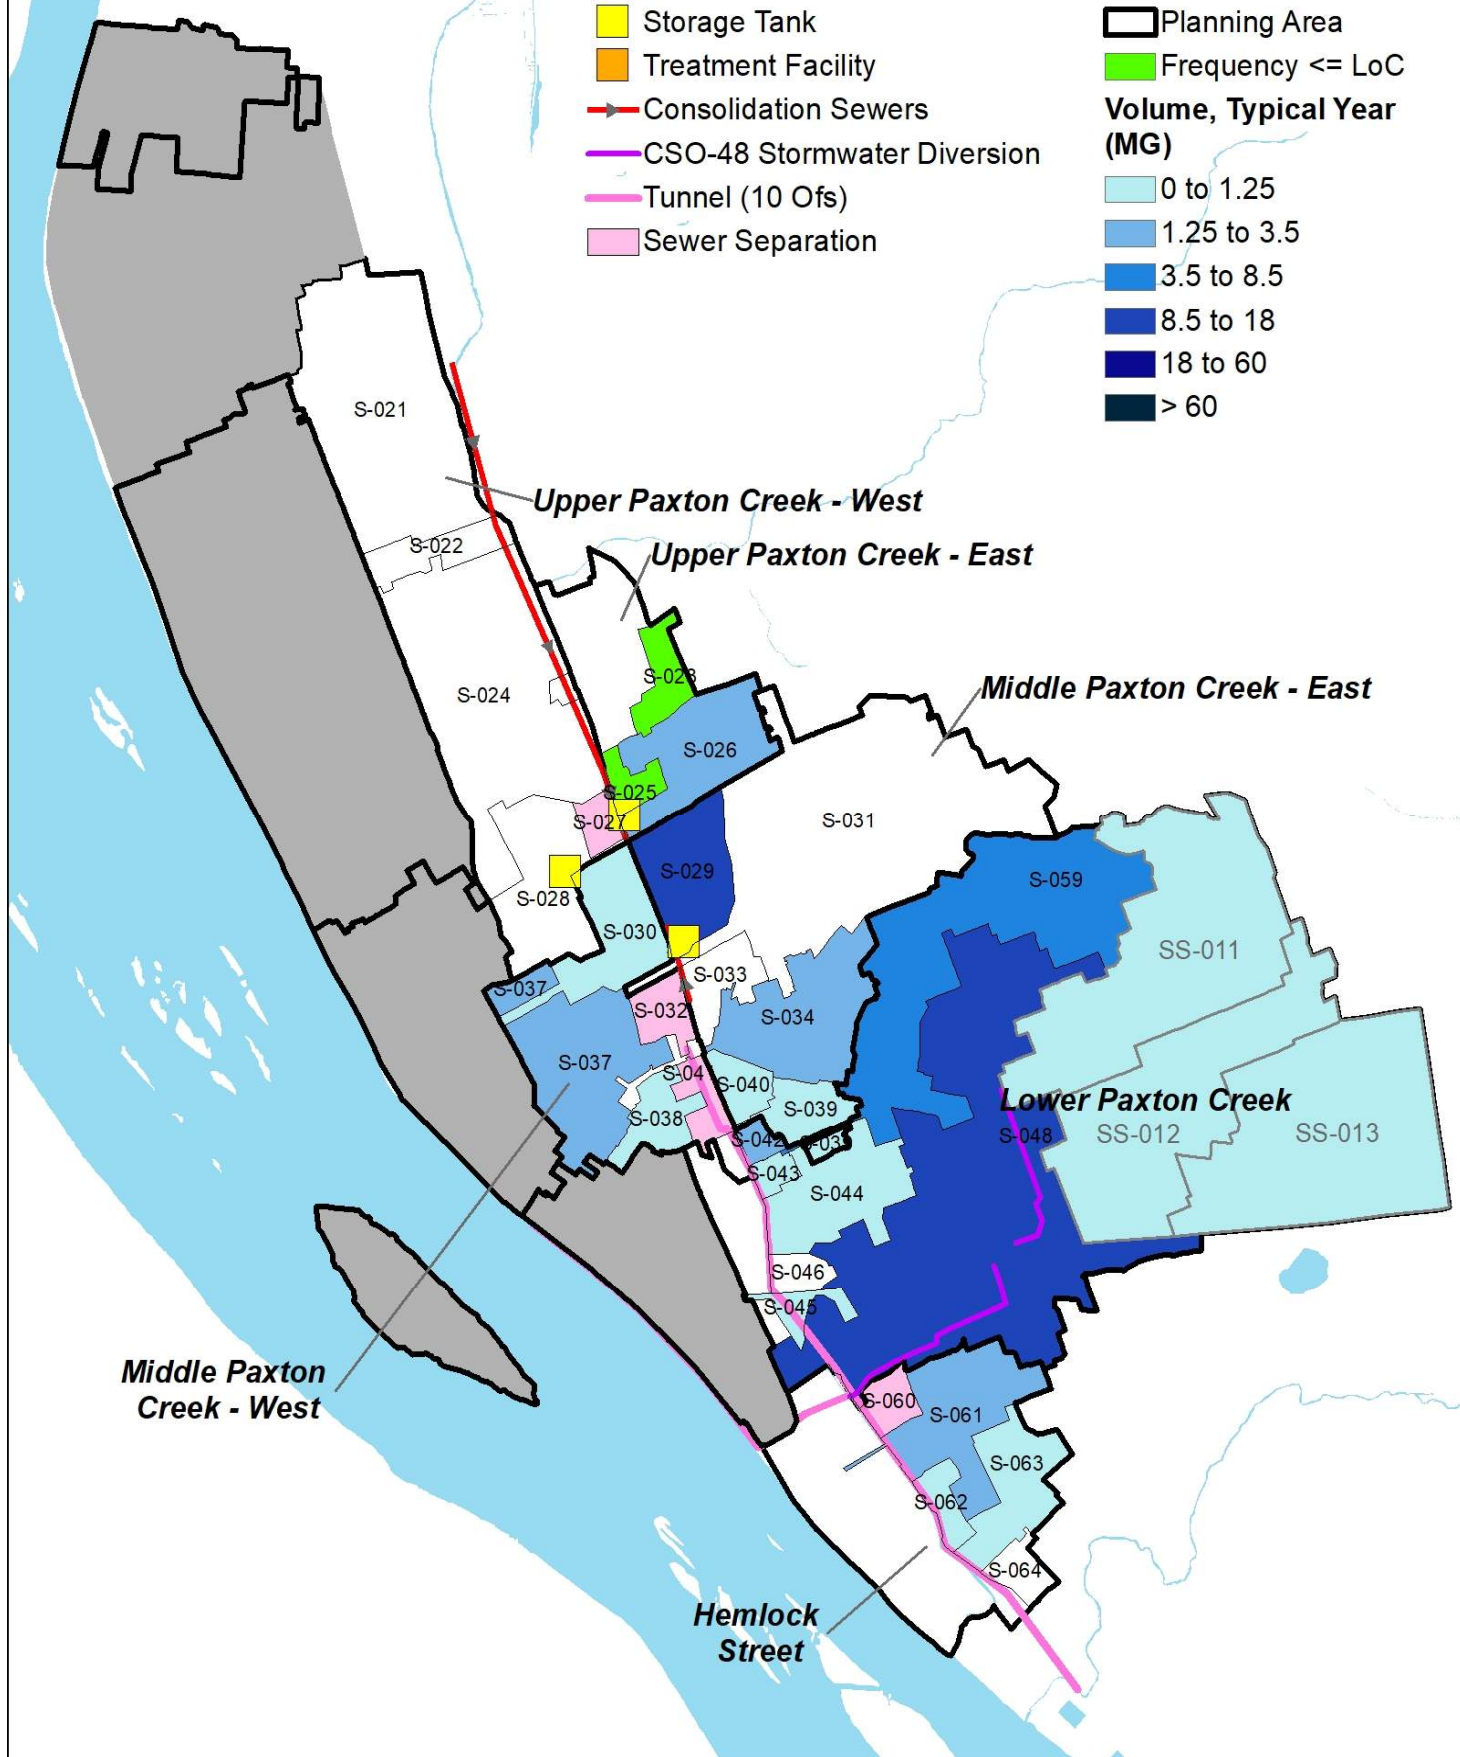 Storage Tank
Treatment Facility
Consolidation Sewers
CSO-48 Stormwater Diversion
Tunnel (10 Ofs)
Sewer Separation
Planning Area
Frequency <= LoC
Volume, Typical Year
(MG)
0 to 1.25
1.25 to 3.5
3.5 to 8.5
8.5 to 18
18 to 60
> 60
S-021
Upper Paxton Creek - West
S-022
Upper Paxton Creek - East
S-023
S-024
Middle Paxton Creek - East
S-026
S-025
S-027
S-031
S-029
S-059
S-028
S-030
SS-011
S-033
S-037
S-032
S-034
S-037
S-04
S-040
S-039
Lower Paxton Creek
S-038
S-048
SS-012
SS-013
S-042
S-043
S-044
S-046
S-045
Middle Paxton
Creek - West
S-060
S-061
S-063
S-062
S-064
Hemlock
Street